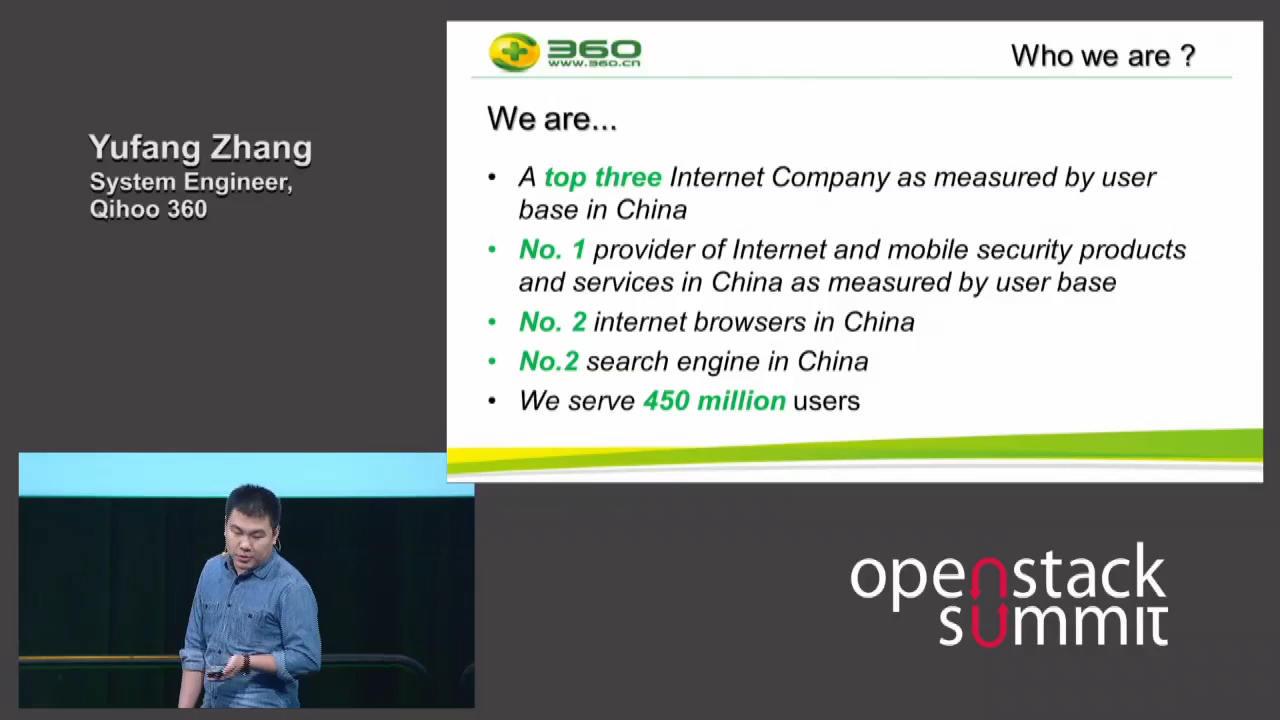 Yufang Zhang
System Engineer,
Qihoo 360
360
www.360.cn
Who we are ?
We are...
• A top three Internet Company as measured by user
base in China
• No. 1 provider of Internet and mobile security products
and services in China as measured by user base
• No. 2 internet browsers in China
• No.2 search engine in China
• We serve 450 million users
openstack
summit